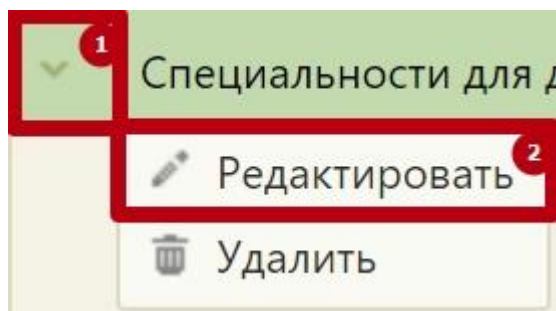 1
Специальности для
2
Редактировать
Удалить